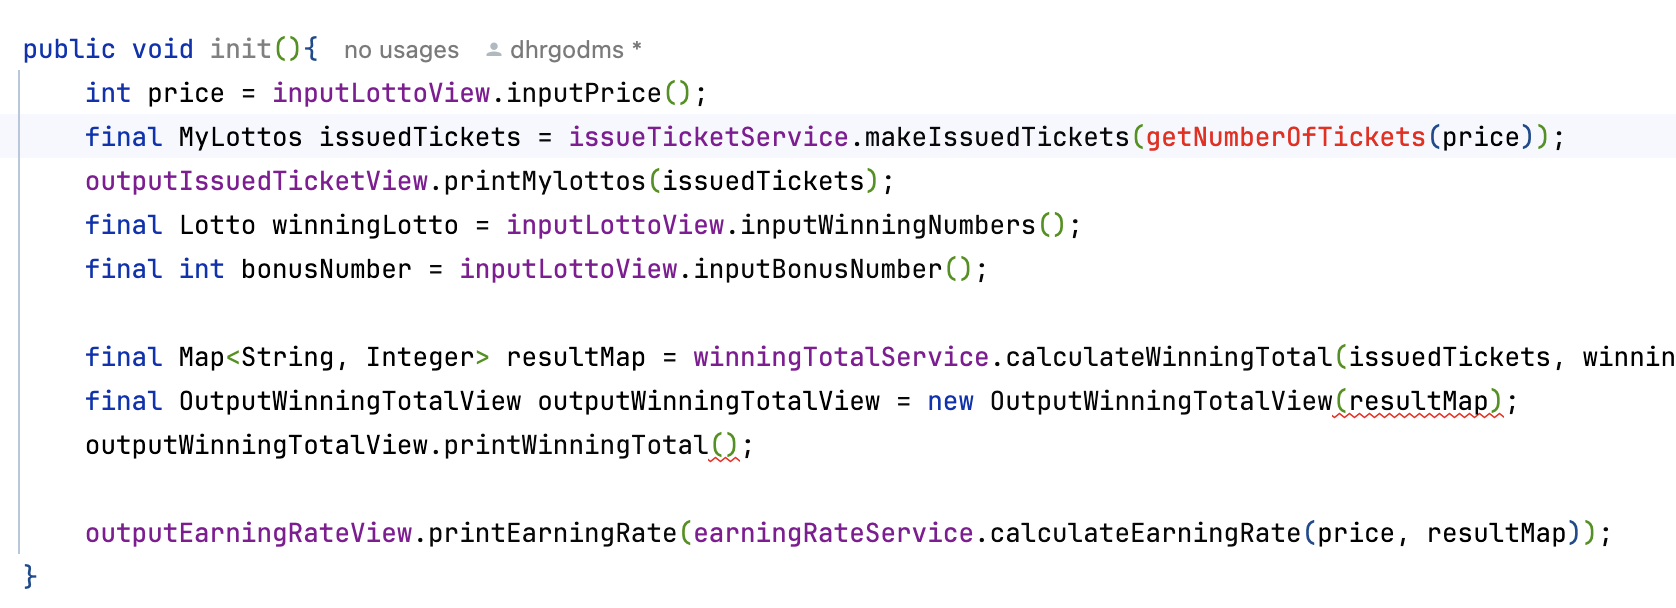 public void init(){ no usages dhrgodms *
    int price = inputLottoView.inputPrice();
    final MyLottos issuedTickets = issueTicketService.makeIssuedTickets(getNumberOfTickets(price));
    outputIssuedTicketView.printMylottos(issuedTickets);
    final Lotto winningLotto = inputLottoView.inputWinningNumbers();
    final int bonusNumber = inputLottoView.inputBonusNumber();
    final Map<String, Integer> resultMap = winningTotalService.calculateWinningTotal(issuedTickets, winnin
    final OutputWinningTotalView outputWinningTotalView = new OutputWinningTotalView(resultMap);
    outputWinningTotalView.printWinningTotal();
    outputEarningRateView.printEarningRate(earningRateService.calculateEarningRate(price, resultMap));
}